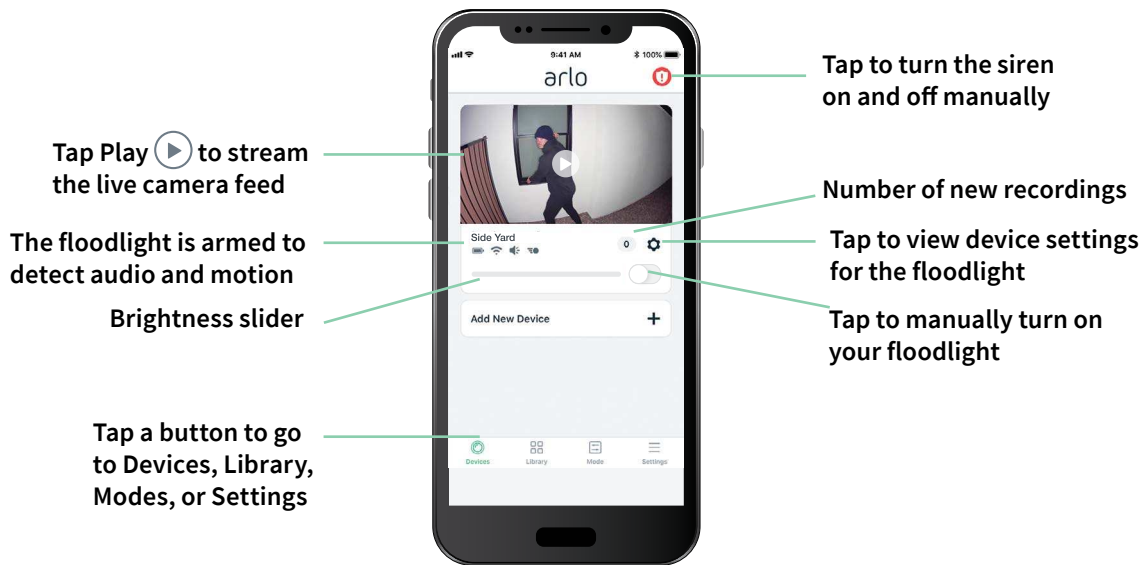 9:41 AM
100%
arlo
Tap to turn the siren
on and off manually
Tap Play to stream
the live camera feed
Number of new recordings
The floodlight is armed to
detect audio and motion
Side Yard
0
Tap to view device settings
for the floodlight
Brightness slider
Tap to manually turn on
your floodlight
Add New Device
Tap a button to go
to Devices, Library,
Modes, or Settings
Devices
Library
Mode
Settings